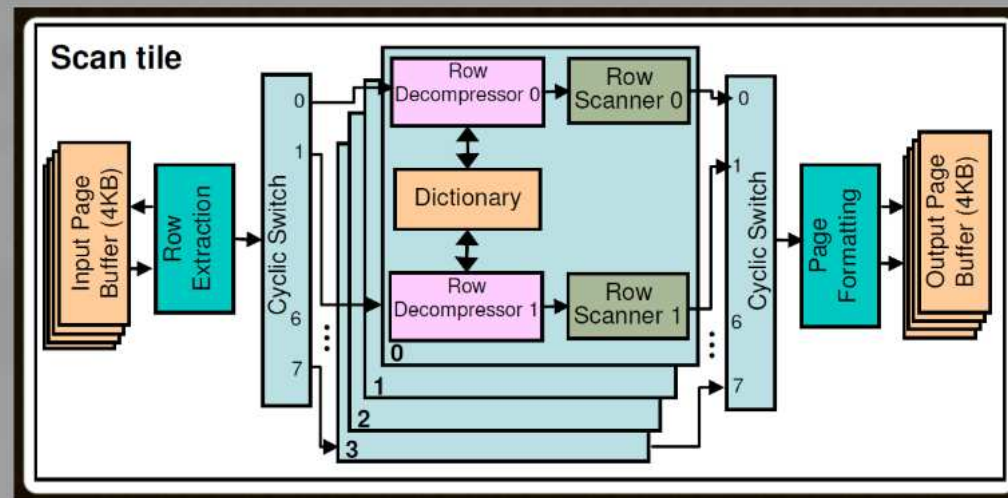 Scan tile
Input Page
Buffer (4KB)
Row
Extraction
Cyclic Switch
0
1
6
⋮
7
Row
Decompressor 0
Row
Scanner 0
Dictionary
Row
Decompressor 1
Row
Scanner 1
0
1
2
3
Cyclic Switch
0
1
6
⋮
7
Page
Formatting
Output Page
Buffer (4KB)